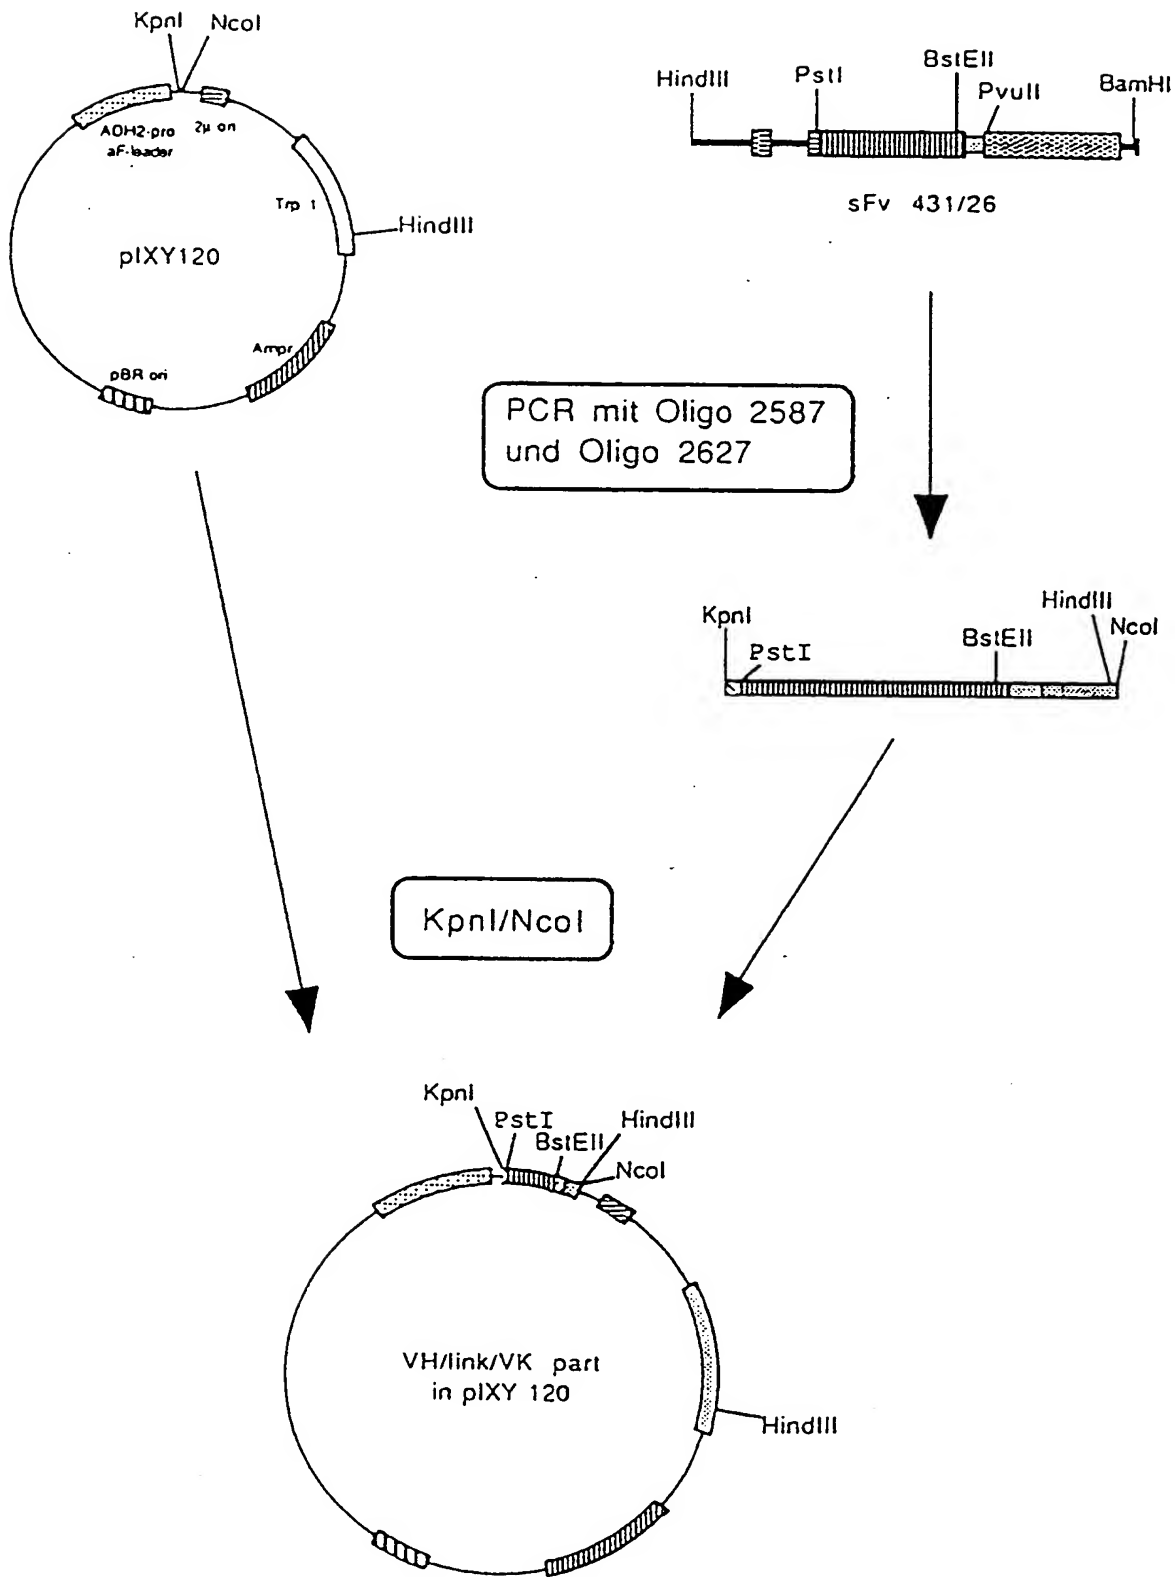 KpnI
NcoI
ADH2-pro
aF-leader
2µ ori
Trp 1
HindIII
pIXY120
Ampr
pBR ori
HindIII
PstI
BstEII
PvuII
BamHI
sFv 431/26
PCR mit Oligo 2587
und Oligo 2627
KpnI
PstI
BstEII
HindIII
NcoI
KpnI/NcoI
KpnI
PstI
BstEII
HindIII
NcoI
VH/link/VK part
in pIXY 120
HindIII